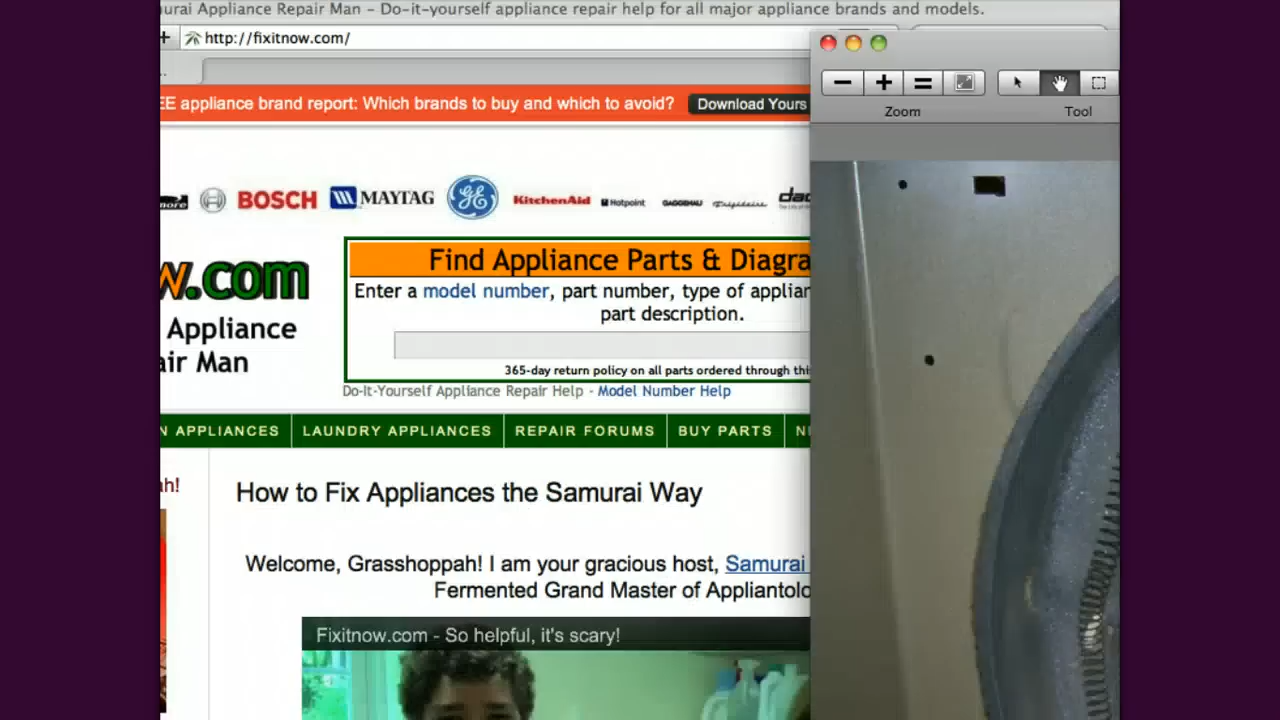 urai Appliance Repair Man – Do-it-yourself appliance repair help for all major appliance brands and models.
http://fixitnow.com/
EE appliance brand report: Which brands to buy and which to avoid? Download Yours
Zoom Tool
more BOSCH MAYTAG GE KitchenAid Hotpoint GAGGENAU Frigidaire dac
w.com
Appliance
air Man
Find Appliance Parts & Diagra
Enter a model number, part number, type of applian
part description.
365-day return policy on all parts ordered through thi
Do-It-Yourself Appliance Repair Help - Model Number Help
N APPLIANCES LAUNDRY APPLIANCES REPAIR FORUMS BUY PARTS N
ah!
How to Fix Appliances the Samurai Way
Welcome, Grasshoppah! I am your gracious host, Samurai
Fermented Grand Master of Appliantolo
Fixitnow.com - So helpful, it's scary!